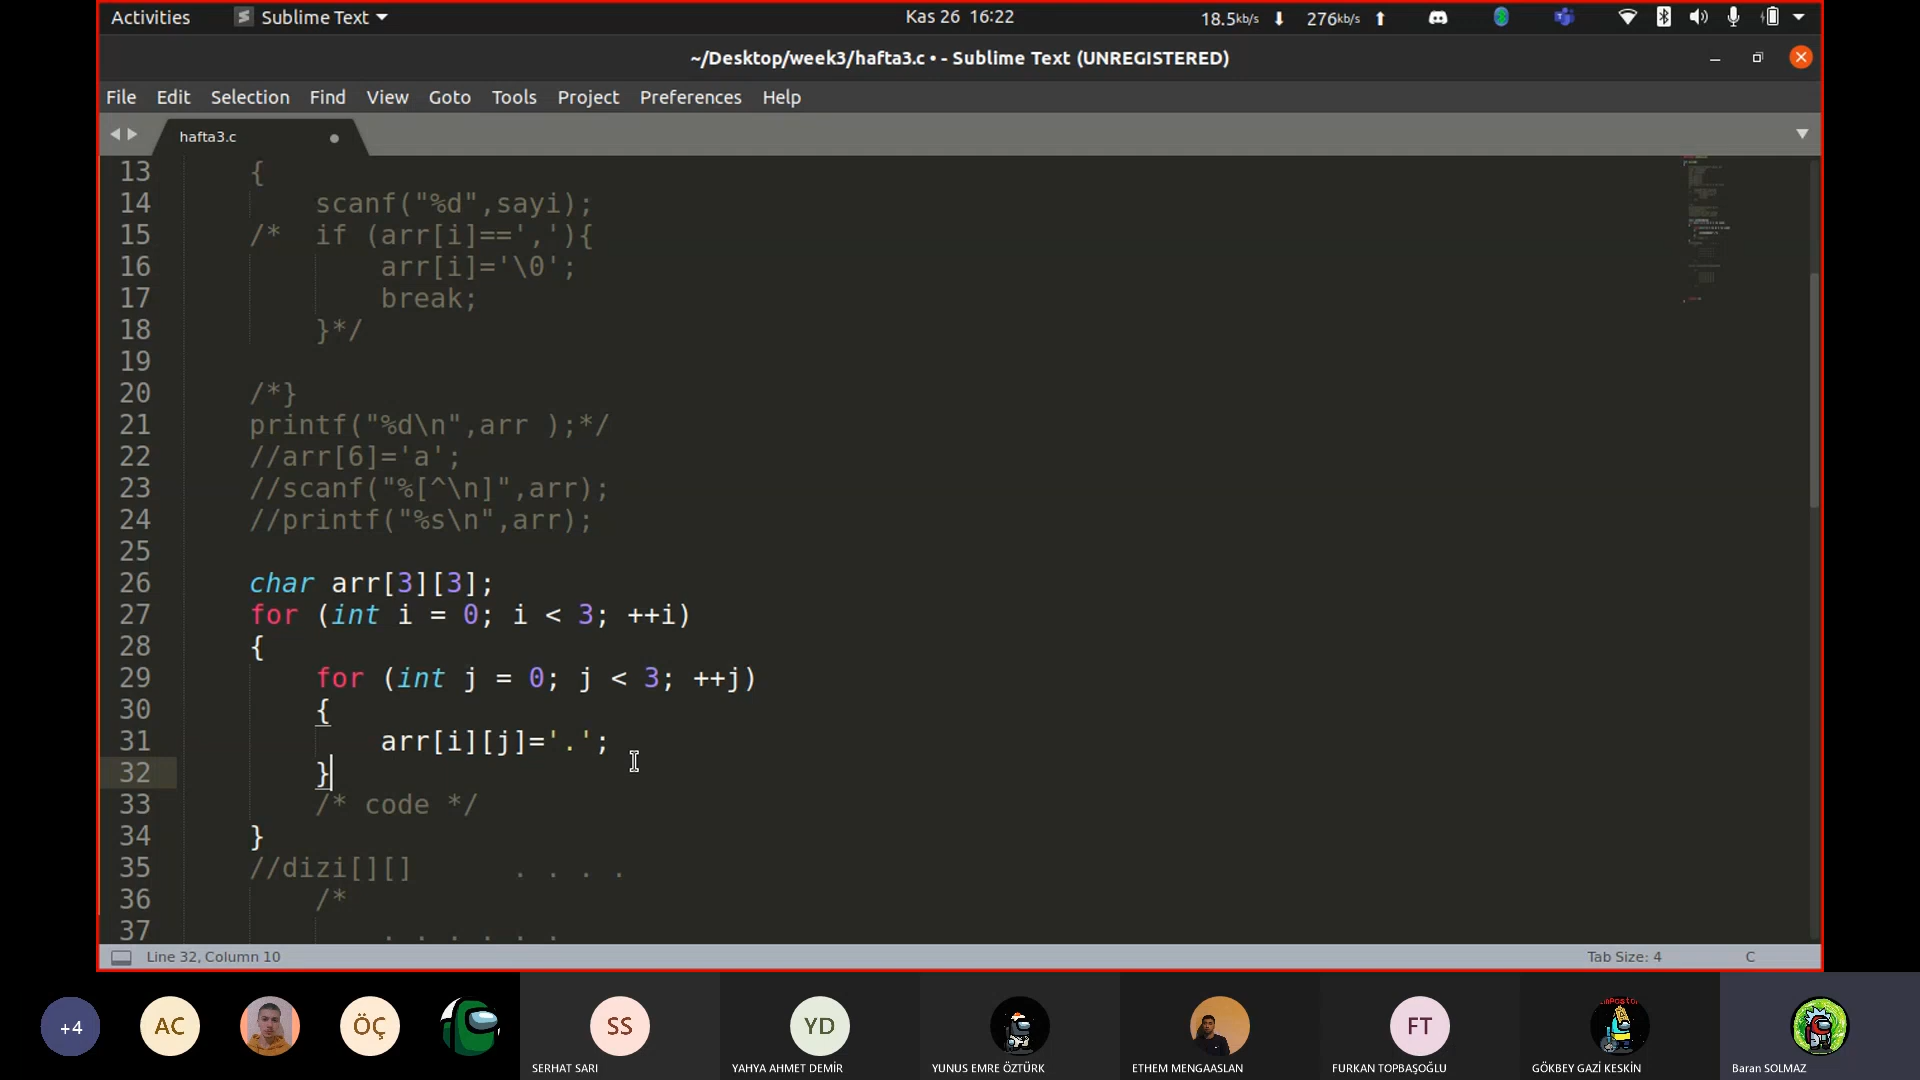 Activities Sublime Text Kas 26 16:22 18.5kb/s 276kb/s
~/Desktop/week3/hafta3.c • - Sublime Text (UNREGISTERED)
File Edit Selection Find View Goto Tools Project Preferences Help
hafta3.c
13 {
14 scanf("%d",sayi);
15 /* if (arr[i]==','){
16 arr[i]='\0';
17 break;
18 }*/
19
20 /*}
21 printf("%d\n",arr );*/
22 //arr[6]='a';
23 //scanf("%[^\n]",arr);
24 //printf("%s\n",arr);
25
26 char arr[3][3];
27 for (int i = 0; i < 3; ++i)
28 {
29 for (int j = 0; j < 3; ++j)
30 {
31 arr[i][j]='.';
32 }
33 /* code */
34 }
35 //dizi[][] . . . .
36 /*
37 . . . . . .
Line 32, Column 10 Tab Size: 4 C
+4 AC ÖÇ SS YD FT
SERHAT SARI YAHYA AHMET DEMİR YUNUS EMRE ÖZTÜRK ETHEM MENGAASLAN FURKAN TOPBAŞOĞLU GÖKBEY GAZİ KESKİN Baran SOLMAZ